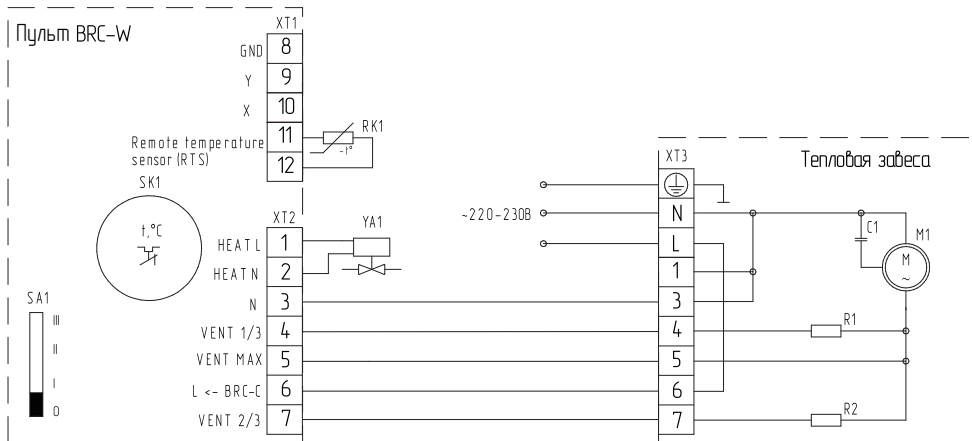 Пульт BRC-W
XT1
GND 8
Y 9
X 10
Remote temperature
sensor (RTS)
11
12
RK1
-t°
SK1
t,°C
XT2
HEAT L 1
HEAT N 2
N 3
VENT 1/3 4
VENT MAX 5
L <- BRC-C 6
VENT 2/3 7
YA1
SA1
III
II
I
0
~220-230В
XT3
Тепловая завеса
N
L
1
3
4
5
6
7
C1
M1
M
~
R1
R2